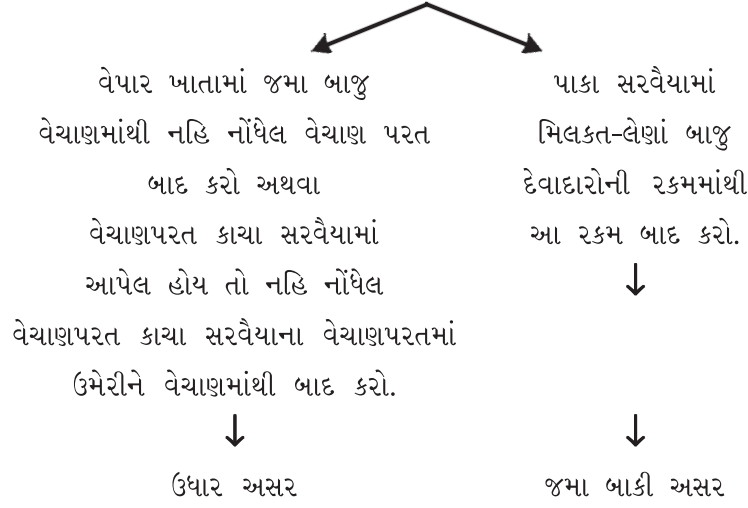 વેપાર ખાતામાં જમા બાજુ
વેચાણમાંથી નહિ નોંધેલ વેચાણ પરત
બાદ કરો અથવા
વેચાણપરત કાચા સરવૈયામાં
આપેલ હોય તો નહિ નોંધેલ
વેચાણપરત કાચા સરવૈયાના વેચાણપરતમાં
ઉમેરીને વેચાણમાંથી બાદ કરો.
ઉધાર અસર
પાકા સરવૈયામાં
મિલકત-લેણાં બાજુ
દેવાદારોની રકમમાંથી
આ રકમ બાદ કરો.
જમા બાકી અસર